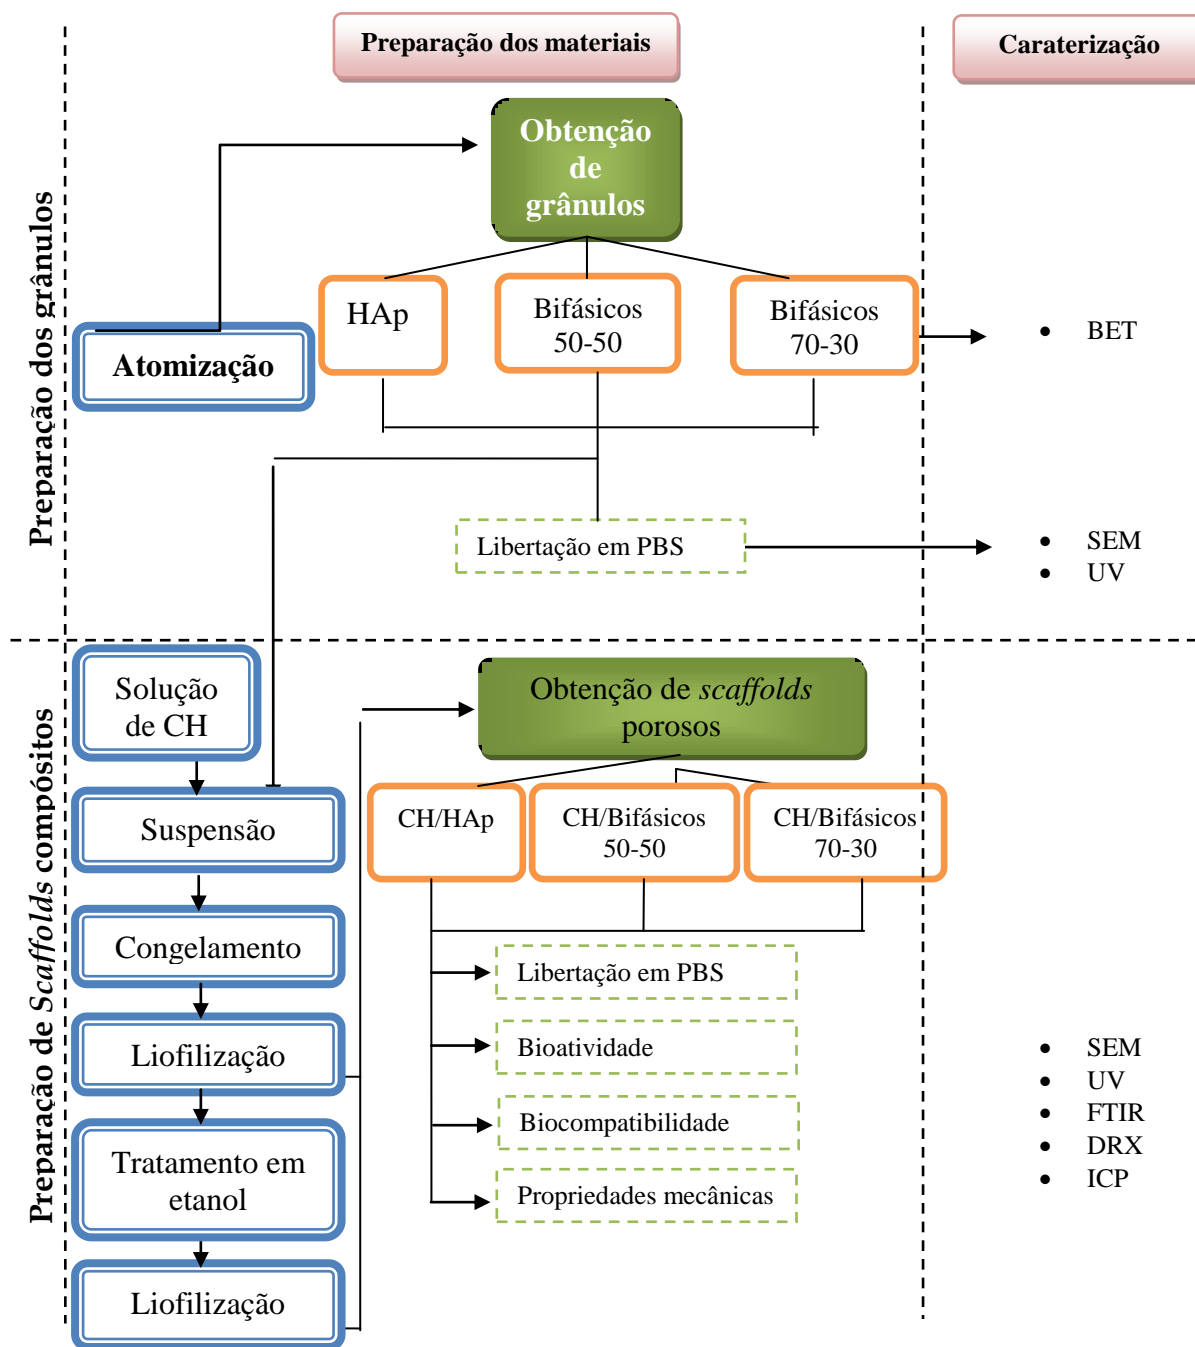 Preparação dos materiais
Caraterização
Preparação dos grânulos
Obtenção
de
grânulos
HAp
Bifásicos
50-50
Bifásicos
70-30
Atomização
• BET
Libertação em PBS
• SEM
• UV
Preparação de Scaffolds compósitos
Solução
de CH
Suspensão
Congelamento
Liofilização
Tratamento em
etanol
Liofilização
Obtenção de scaffolds
porosos
CH/HAp
CH/Bifásicos
50-50
CH/Bifásicos
70-30
Libertação em PBS
Bioatividade
Biocompatibilidade
Propriedades mecânicas
• SEM
• UV
• FTIR
• DRX
• ICP